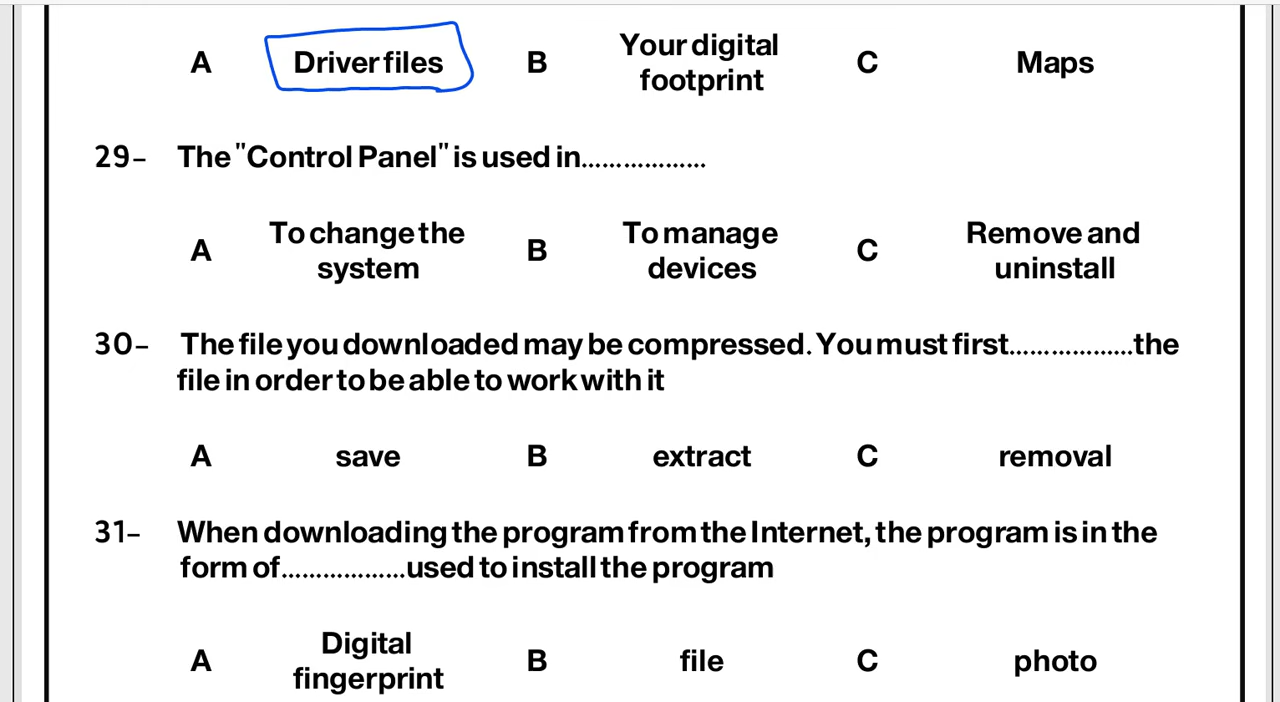 A Driver files B Your digital footprint C Maps
29- The "Control Panel" is used in..................
A To change the system B To manage devices C Remove and uninstall
30- The file you downloaded may be compressed. You must first..................the
file in order to be able to work with it
A save B extract C removal
31- When downloading the program from the Internet, the program is in the
form of..................used to install the program
A Digital fingerprint B file C photo